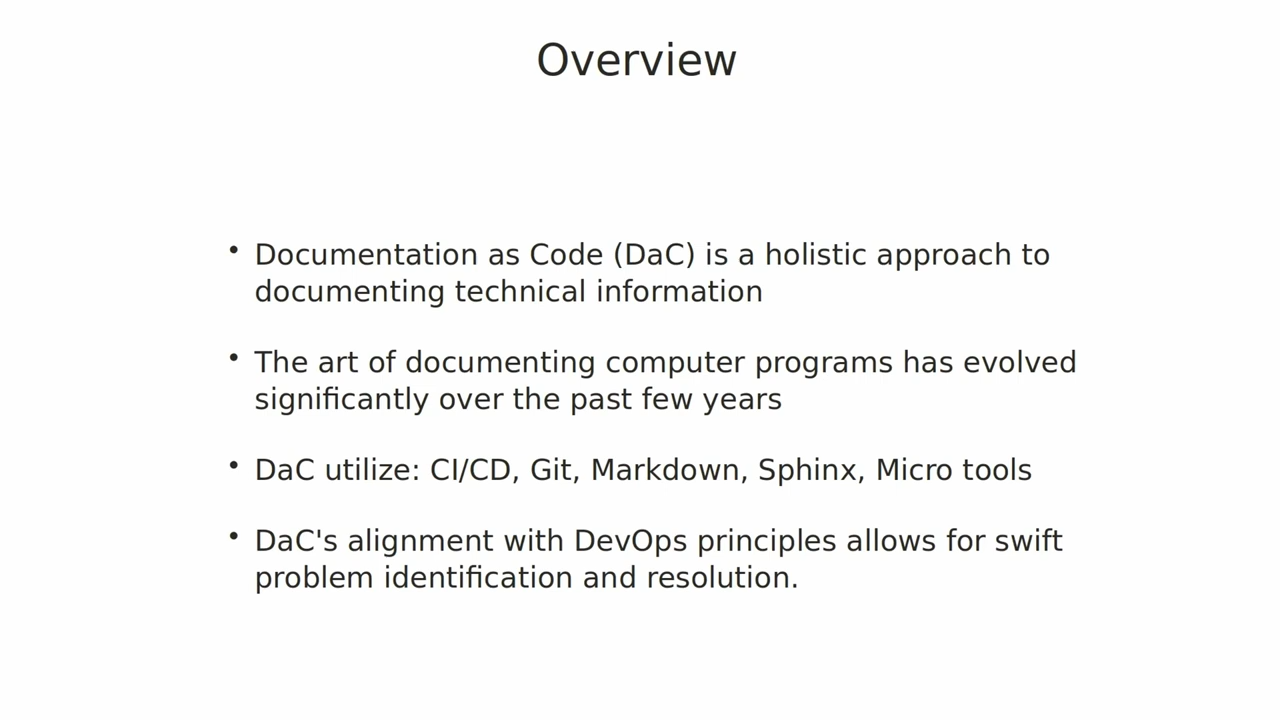 Overview
• Documentation as Code (DaC) is a holistic approach to
documenting technical information
• The art of documenting computer programs has evolved
significantly over the past few years
• DaC utilize: CI/CD, Git, Markdown, Sphinx, Micro tools
• DaC's alignment with DevOps principles allows for swift
problem identification and resolution.